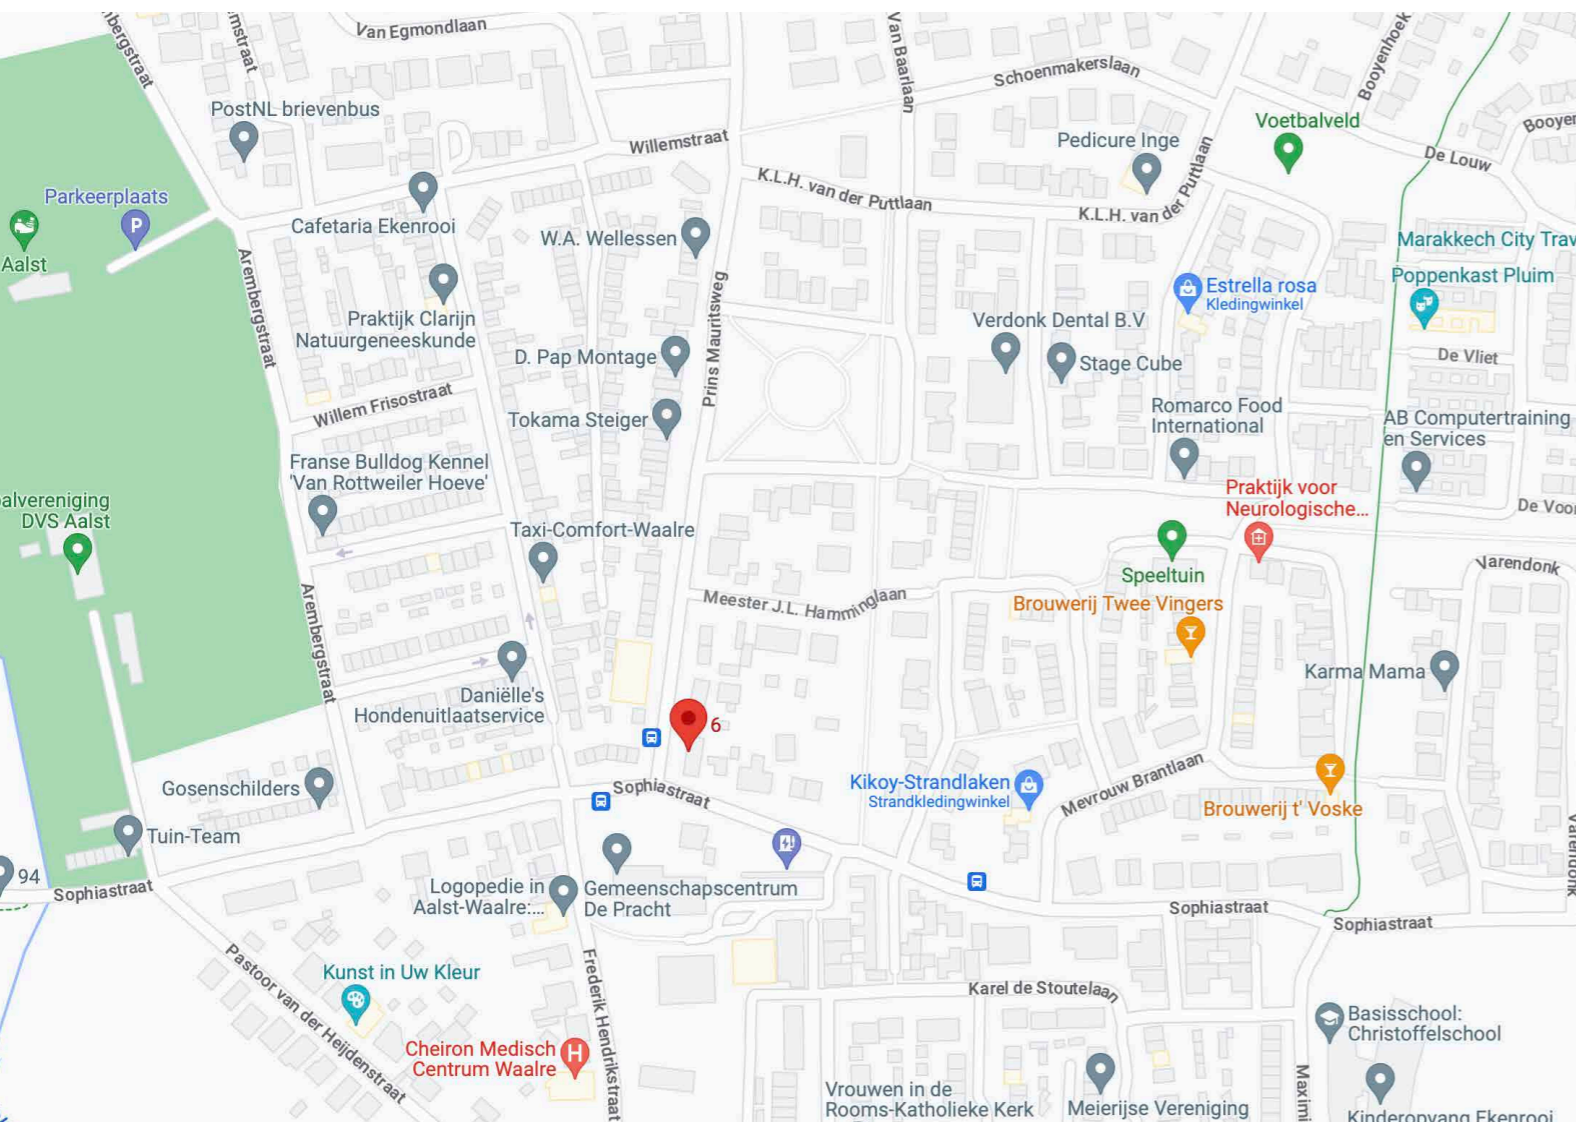 Van Egmondlaan
Van Baarlaan
Schoenmakerslaan
Booyenhoek
PostNL brievenbus
Willemstraat
Pedicure Inge
Voetbalveld
De Louw
Parkeerplaats
P
Aalst
Cafetaria Ekenrooi
W.A. Wellessen
K.L.H. van der Puttlaan
K.L.H. van der Puttlaan
Marakkech City Trav
Poppenkast Pluim
Arembergstraat
Praktijk Clarijn
Natuurgeneeskunde
D. Pap Montage
Prins Mauritsweg
Verdonk Dental B.V
Stage Cube
Estrella rosa
Kledingwinkel
De Vliet
Willem Frisostraat
Tokama Steiger
Romarco Food
International
AB Computertraining
en Services
Franse Bulldog Kennel
'Van Rottweiler Hoeve'
Praktijk voor
Neurologische...
De Voor
alvereniging
DVS Aalst
Taxi-Comfort-Waalre
Speeltuin
Varendonk
Arembergstraat
Meester J.L. Hamminglaan
Brouwerij Twee Vingers
Karma Mama
Daniëlle's
Hondenuitlaatservice
6
Gosenschilders
Sophiastraat
Kikoy-Strandlaken
Strandkledingwinkel
Mevrouw Brantlaan
Brouwerij t' Voske
Tuin-Team
94
Sophiastraat
Logopedie in
Aalst-Waalre:...
Gemeenschapscentrum
De Pracht
Sophiastraat
Sophiastraat
Varendonk
Pastoor van der Heijdenstraat
Kunst in Uw Kleur
Frederik Hendrikstraat
Karel de Stoutelaan
Basisschool:
Christoffelschool
Cheiron Medisch
Centrum Waalre
H
Vrouwen in de
Rooms-Katholieke Kerk
Meierijse Vereniging
Maximi
Kinderopvang Ekenrooi